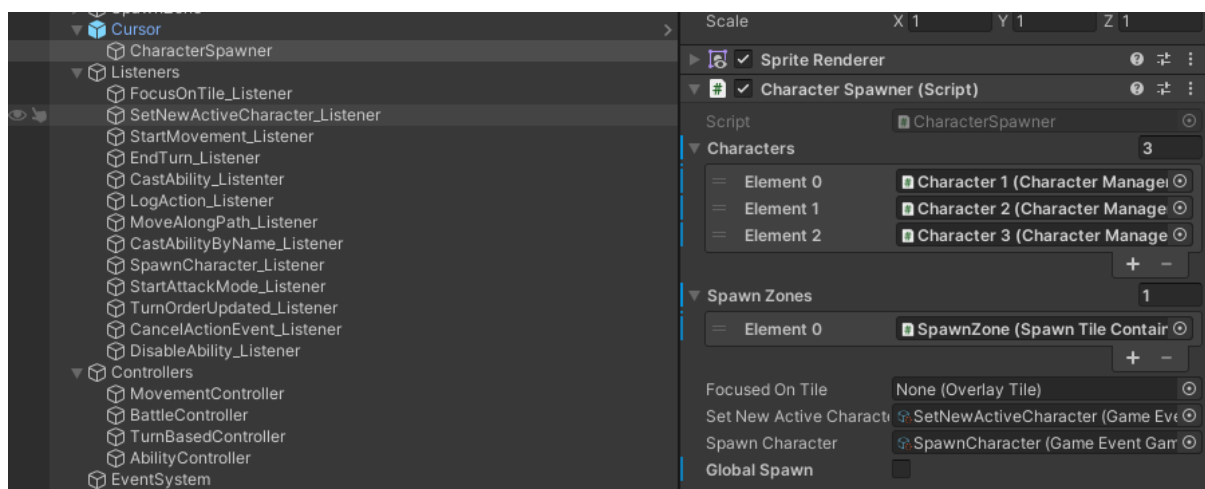 Cursor
CharacterSpawner
Listeners
FocusOnTile_Listener
SetNewActiveCharacter_Listener
StartMovement_Listener
EndTurn_Listener
CastAbility_Listenter
LogAction_Listener
MoveAlongPath_Listener
CastAbilityByName_Listener
SpawnCharacter_Listener
StartAttackMode_Listener
TurnOrderUpdated_Listener
CancelActionEvent_Listener
DisableAbility_Listener
Controllers
MovementController
BattleController
TurnBasedController
AbilityController
EventSystem
Scale X 1 Y 1 Z 1
Sprite Renderer
# Character Spawner (Script)
Script CharacterSpawner
Characters 3
Element 0 Character 1 (Character Manager
Element 1 Character 2 (Character Manage
Element 2 Character 3 (Character Manage
+ −
Spawn Zones 1
Element 0 SpawnZone (Spawn Tile Contair
+ −
Focused On Tile None (Overlay Tile)
Set New Active Characte SetNewActiveCharacter (Game Eve
Spawn Character SpawnCharacter (Game Event Gam
Global Spawn